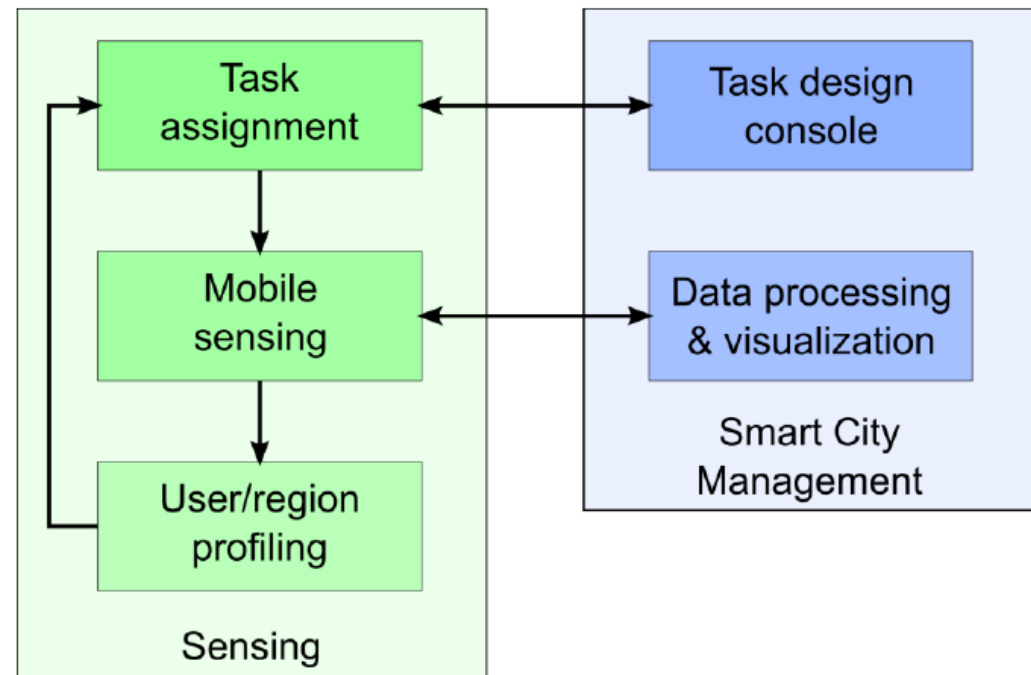 Task
assignment
Task design
console
Mobile
sensing
Data processing
& visualization
Smart City
Management
User/region
profiling
Sensing